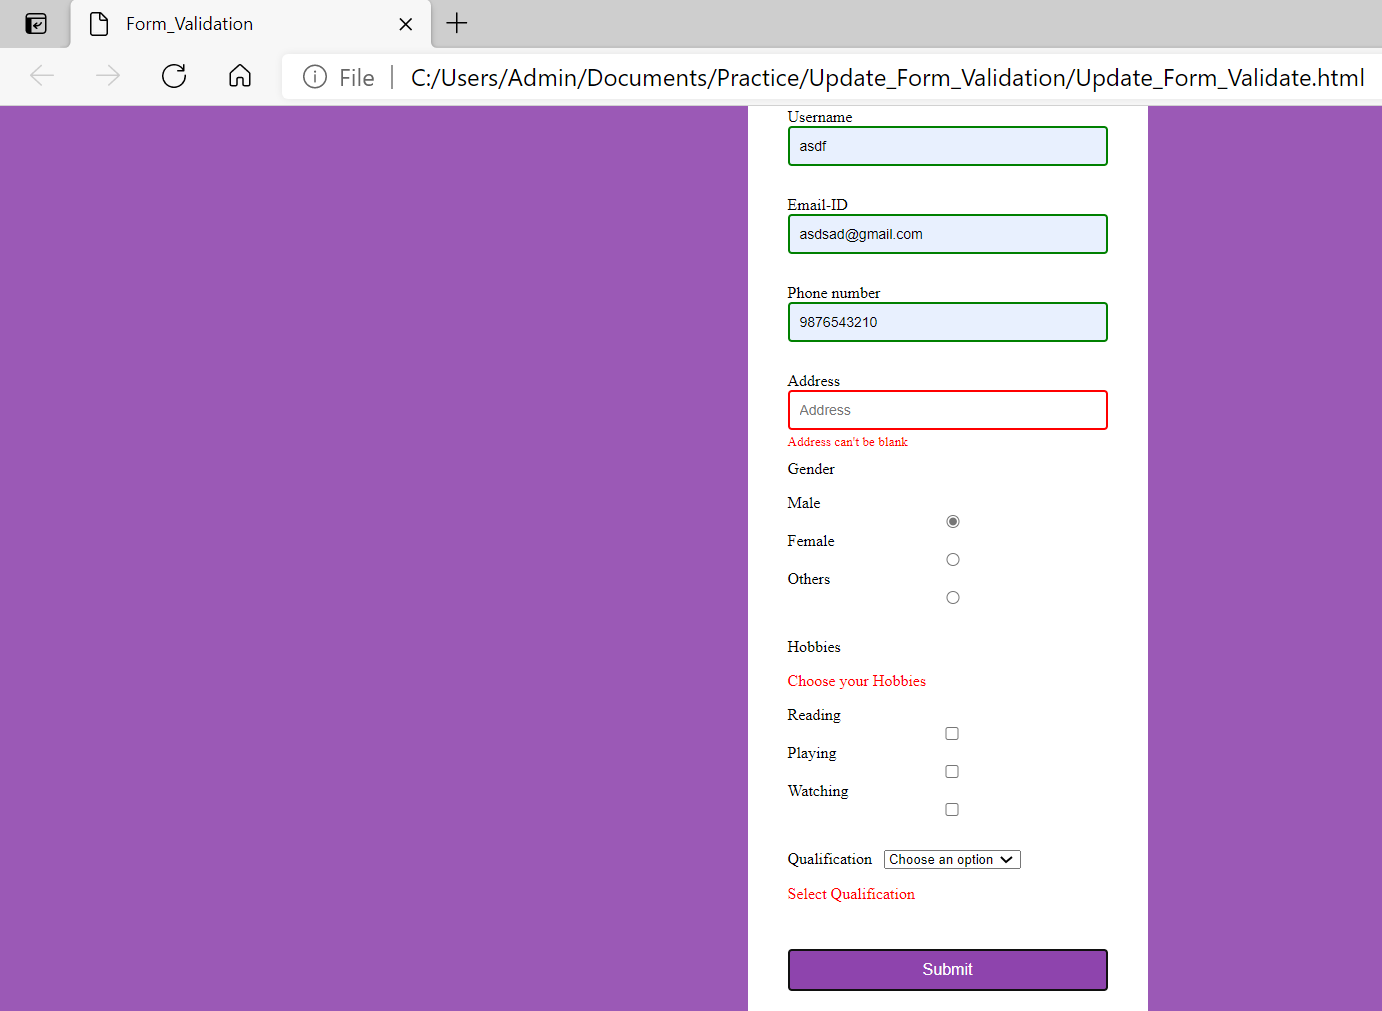 Form_Validation
File | C:/Users/Admin/Documents/Practice/Update_Form_Validation/Update_Form_Validate.html
Username
asdf
Email-ID
asdsad@gmail.com
Phone number
9876543210
Address
Address
Address can't be blank
Gender
Male
Female
Others
Hobbies
Choose your Hobbies
Reading
Playing
Watching
Qualification Choose an option
Select Qualification
Submit